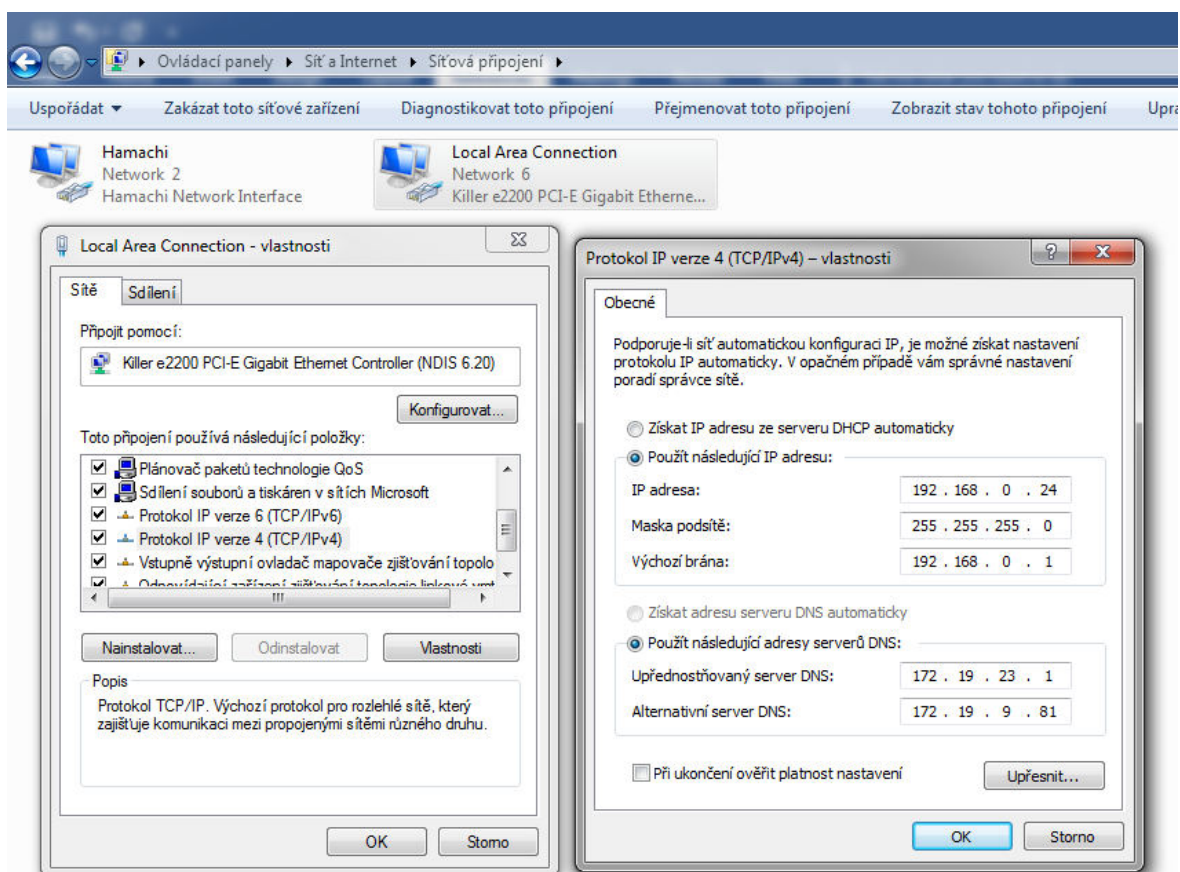 Ovládací panely ▸ Síť a Internet ▸ Síťová připojení ▸
Uspořádat ▾ Zakázat toto síťové zařízení Diagnostikovat toto připojení Přejmenovat toto připojení Zobrazit stav tohoto připojení Upra
Hamachi
Network 2
Hamachi Network Interface
Local Area Connection
Network 6
Killer e2200 PCI-E Gigabit Etherne...
Local Area Connection - vlastnosti
Sítě Sdílení
Připojit pomocí:
Killer e2200 PCI-E Gigabit Ethernet Controller (NDIS 6.20)
Konfigurovat...
Toto připojení používá následující položky:
Plánovač paketů technologie QoS
Sdílení souborů a tiskáren v sítích Microsoft
Protokol IP verze 6 (TCP/IPv6)
Protokol IP verze 4 (TCP/IPv4)
Vstupně výstupní ovladač mapovače zjišťování topolo
Odpovídající zařízení zjišťování topologie linkové vrst
Nainstalovat... Odinstalovat Vlastnosti
Popis
Protokol TCP/IP. Výchozí protokol pro rozlehlé sítě, který
zajišťuje komunikaci mezi propojenými sítěmi různého druhu.
OK Storno
Protokol IP verze 4 (TCP/IPv4) – vlastnosti
Obecné
Podporuje-li síť automatickou konfiguraci IP, je možné získat nastavení
protokolu IP automaticky. V opačném případě vám správné nastavení
poradí správce sítě.
Získat IP adresu ze serveru DHCP automaticky
Použít následující IP adresu:
IP adresa: 192 . 168 . 0 . 24
Maska podsítě: 255 . 255 . 255 . 0
Výchozí brána: 192 . 168 . 0 . 1
Získat adresu serveru DNS automaticky
Použít následující adresy serverů DNS:
Upřednostňovaný server DNS: 172 . 19 . 23 . 1
Alternativní server DNS: 172 . 19 . 9 . 81
Při ukončení ověřit platnost nastavení
Upřesnit...
OK Storno